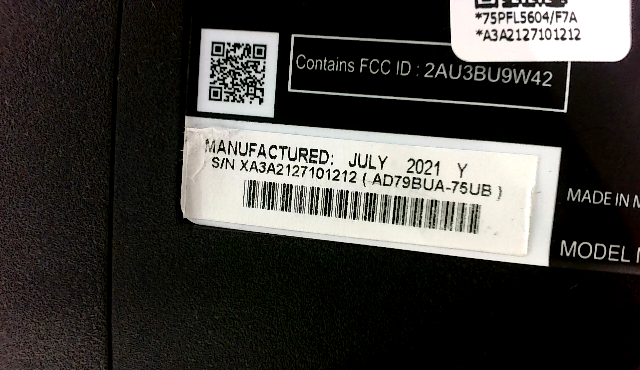 *75PFL5604/F7A
*A3A2127101212
Contains FCC ID : 2AU3BU9W42
MANUFACTURED: JULY 2021 Y
S/N XA3A2127101212 ( AD79BUA-75UB )
MADE IN
MODEL